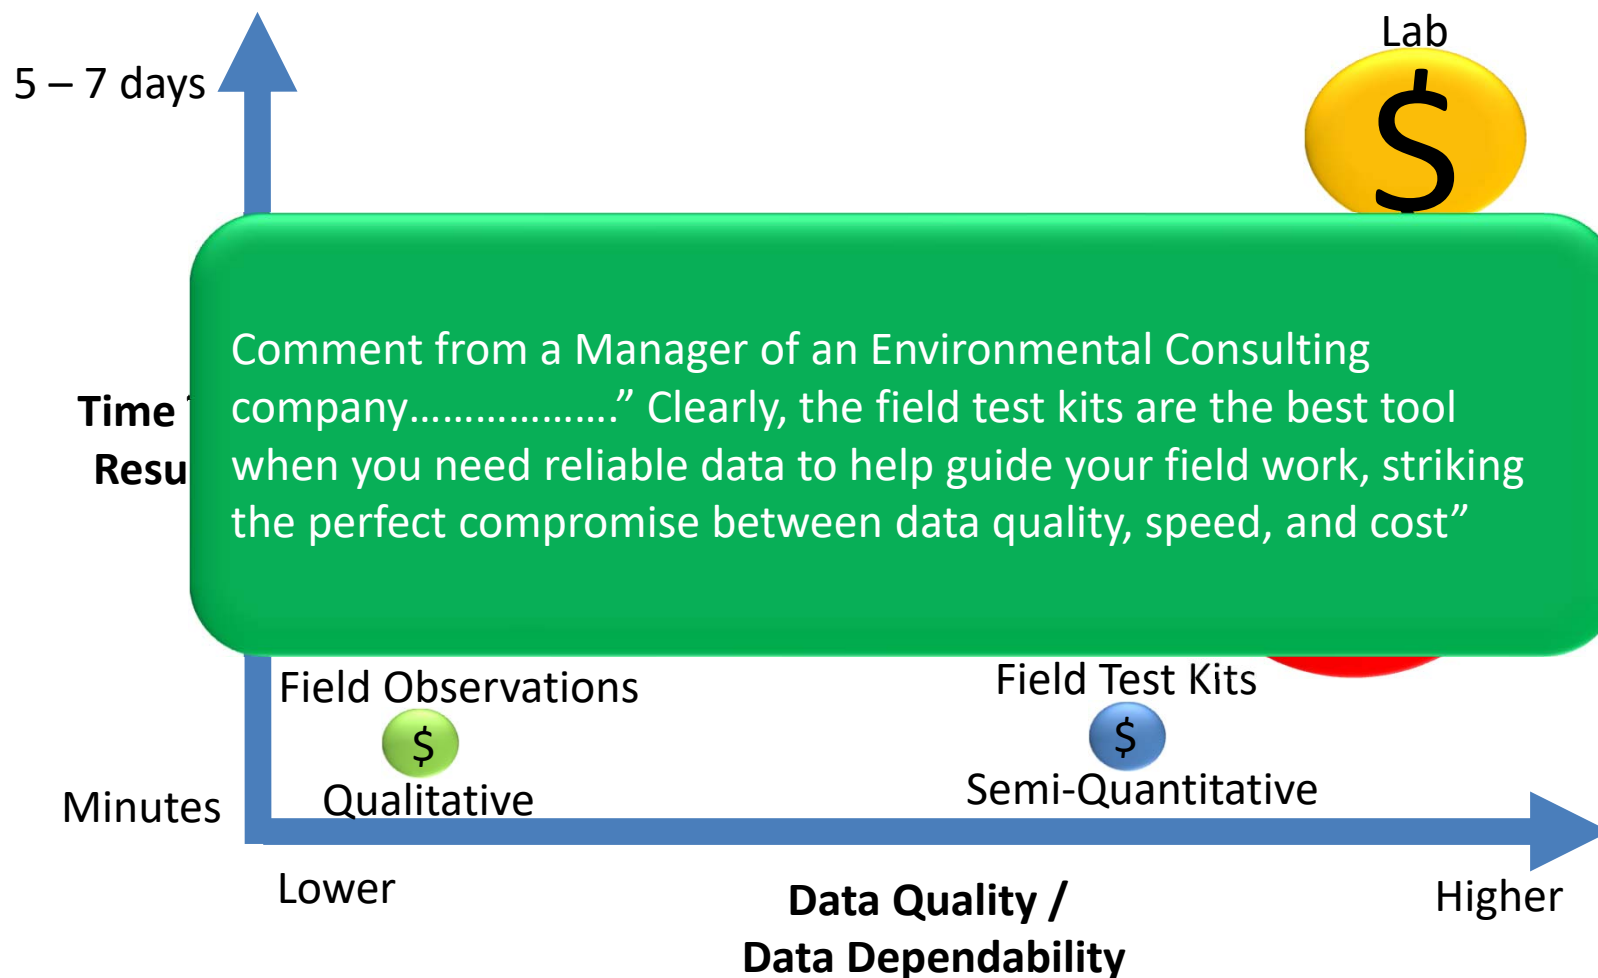 Lab
$
5 – 7 days
Comment from a Manager of an Environmental Consulting
company……………….” Clearly, the field test kits are the best tool
when you need reliable data to help guide your field work, striking
the perfect compromise between data quality, speed, and cost”
Time
Field Observations
$
Qualitative
Field Test Kits
$
Semi-Quantitative
Minutes
Lower
Data Quality /
Data Dependability
Higher